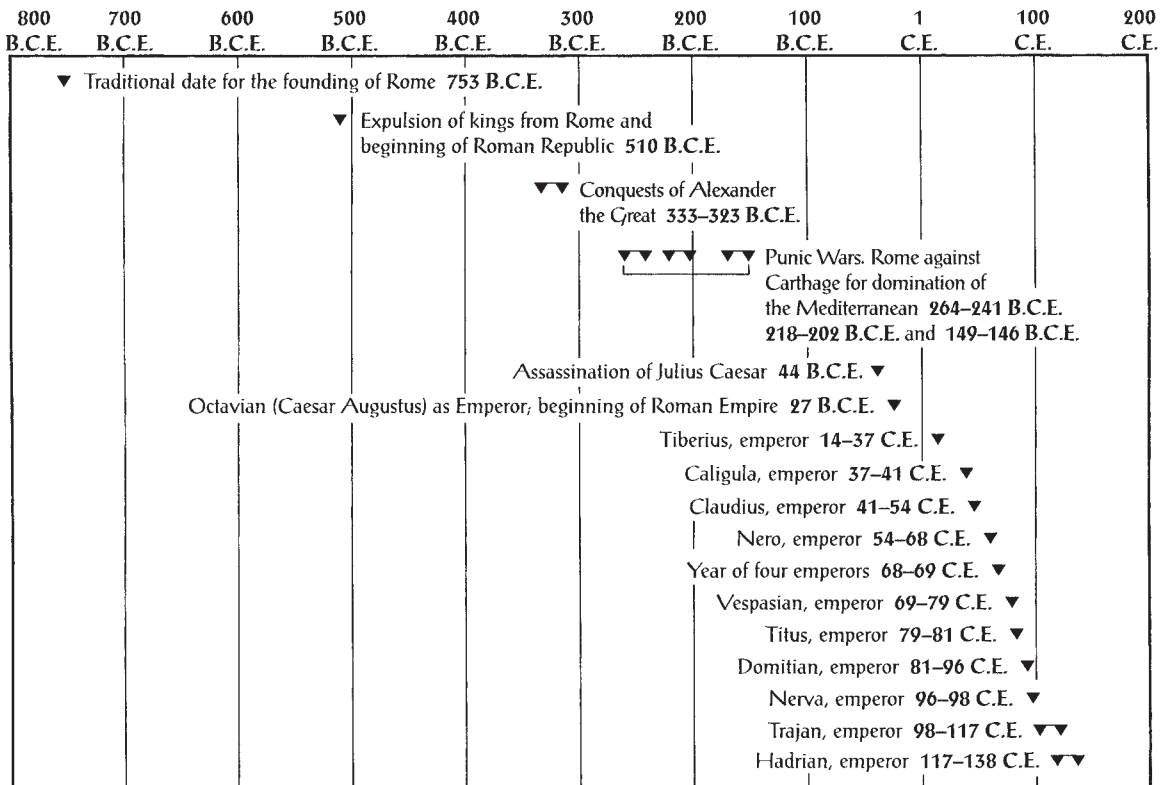 800 700 600 500 400 300 200 100 1 100 200
B.C.E. B.C.E. B.C.E. B.C.E. B.C.E. B.C.E. B.C.E. B.C.E. C.E. C.E. C.E.
Traditional date for the founding of Rome 753 B.C.E.
Expulsion of kings from Rome and
beginning of Roman Republic 510 B.C.E.
Conquests of Alexander
the Great 333–323 B.C.E.
Punic Wars. Rome against
Carthage for domination of
the Mediterranean 264–241 B.C.E.
218–202 B.C.E. and 149–146 B.C.E.
Assassination of Julius Caesar 44 B.C.E.
Octavian (Caesar Augustus) as Emperor; beginning of Roman Empire 27 B.C.E.
Tiberius, emperor 14–37 C.E.
Caligula, emperor 37–41 C.E.
Claudius, emperor 41–54 C.E.
Nero, emperor 54–68 C.E.
Year of four emperors 68–69 C.E.
Vespasian, emperor 69–79 C.E.
Titus, emperor 79–81 C.E.
Domitian, emperor 81–96 C.E.
Nerva, emperor 96–98 C.E.
Trajan, emperor 98–117 C.E.
Hadrian, emperor 117–138 C.E.